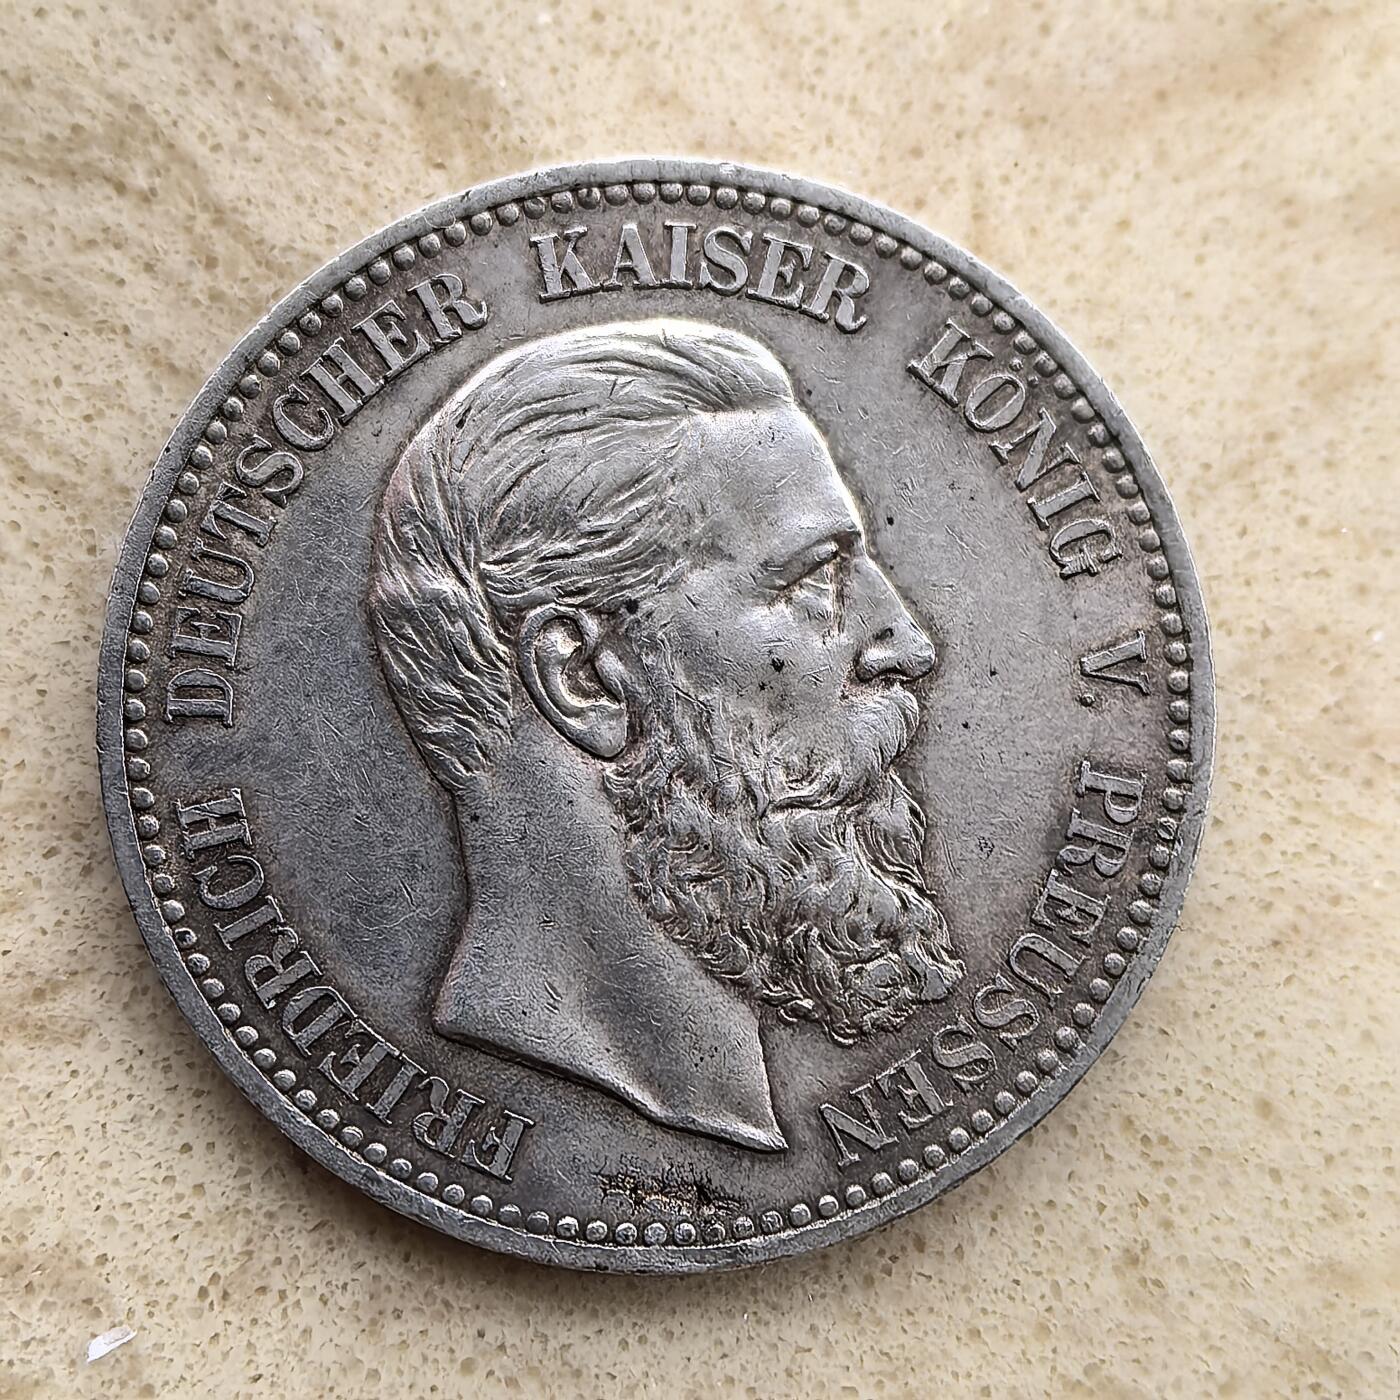 FRIEDRICH DEUTSCHER KAISER KÖNIG V. PREUSSEN